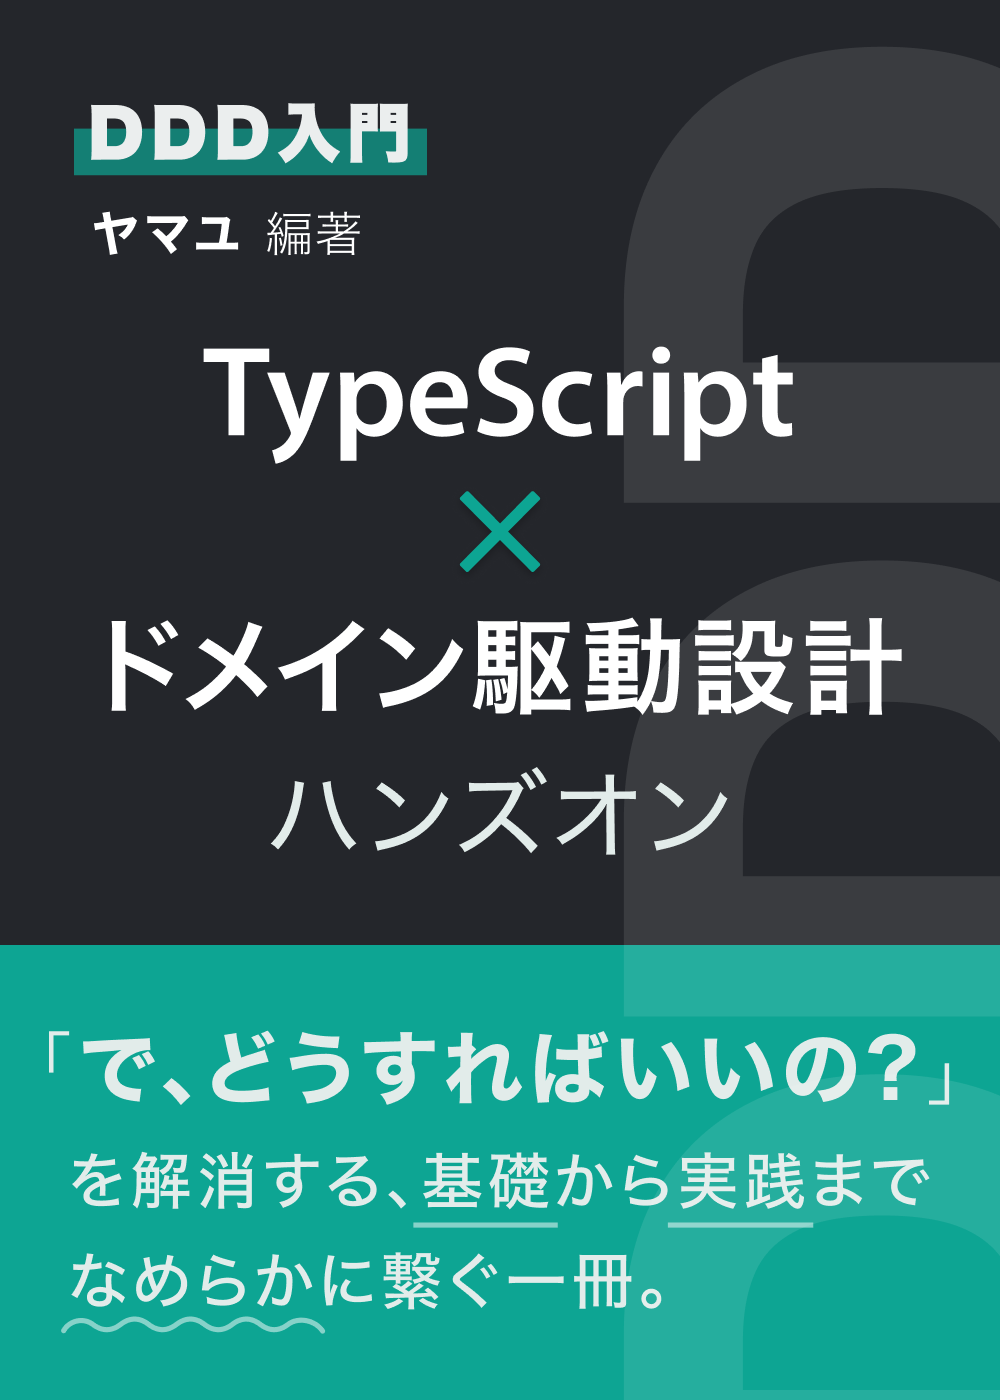 DDD入門
ヤマユ 編著
TypeScript
×
ドメイン駆動設計
ハンズオン
「で、どうすればいいの？」
を解消する、基礎から実践まで
なめらかに繋ぐ一冊。